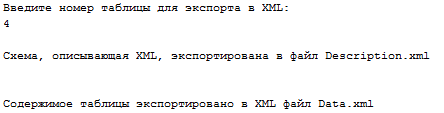 Введите номер таблицы для экспорта в XML:
4
Схема, описывающая XML, экспортирована в файл Description.xml
Содержимое таблицы экспортировано в XML файл Data.xml